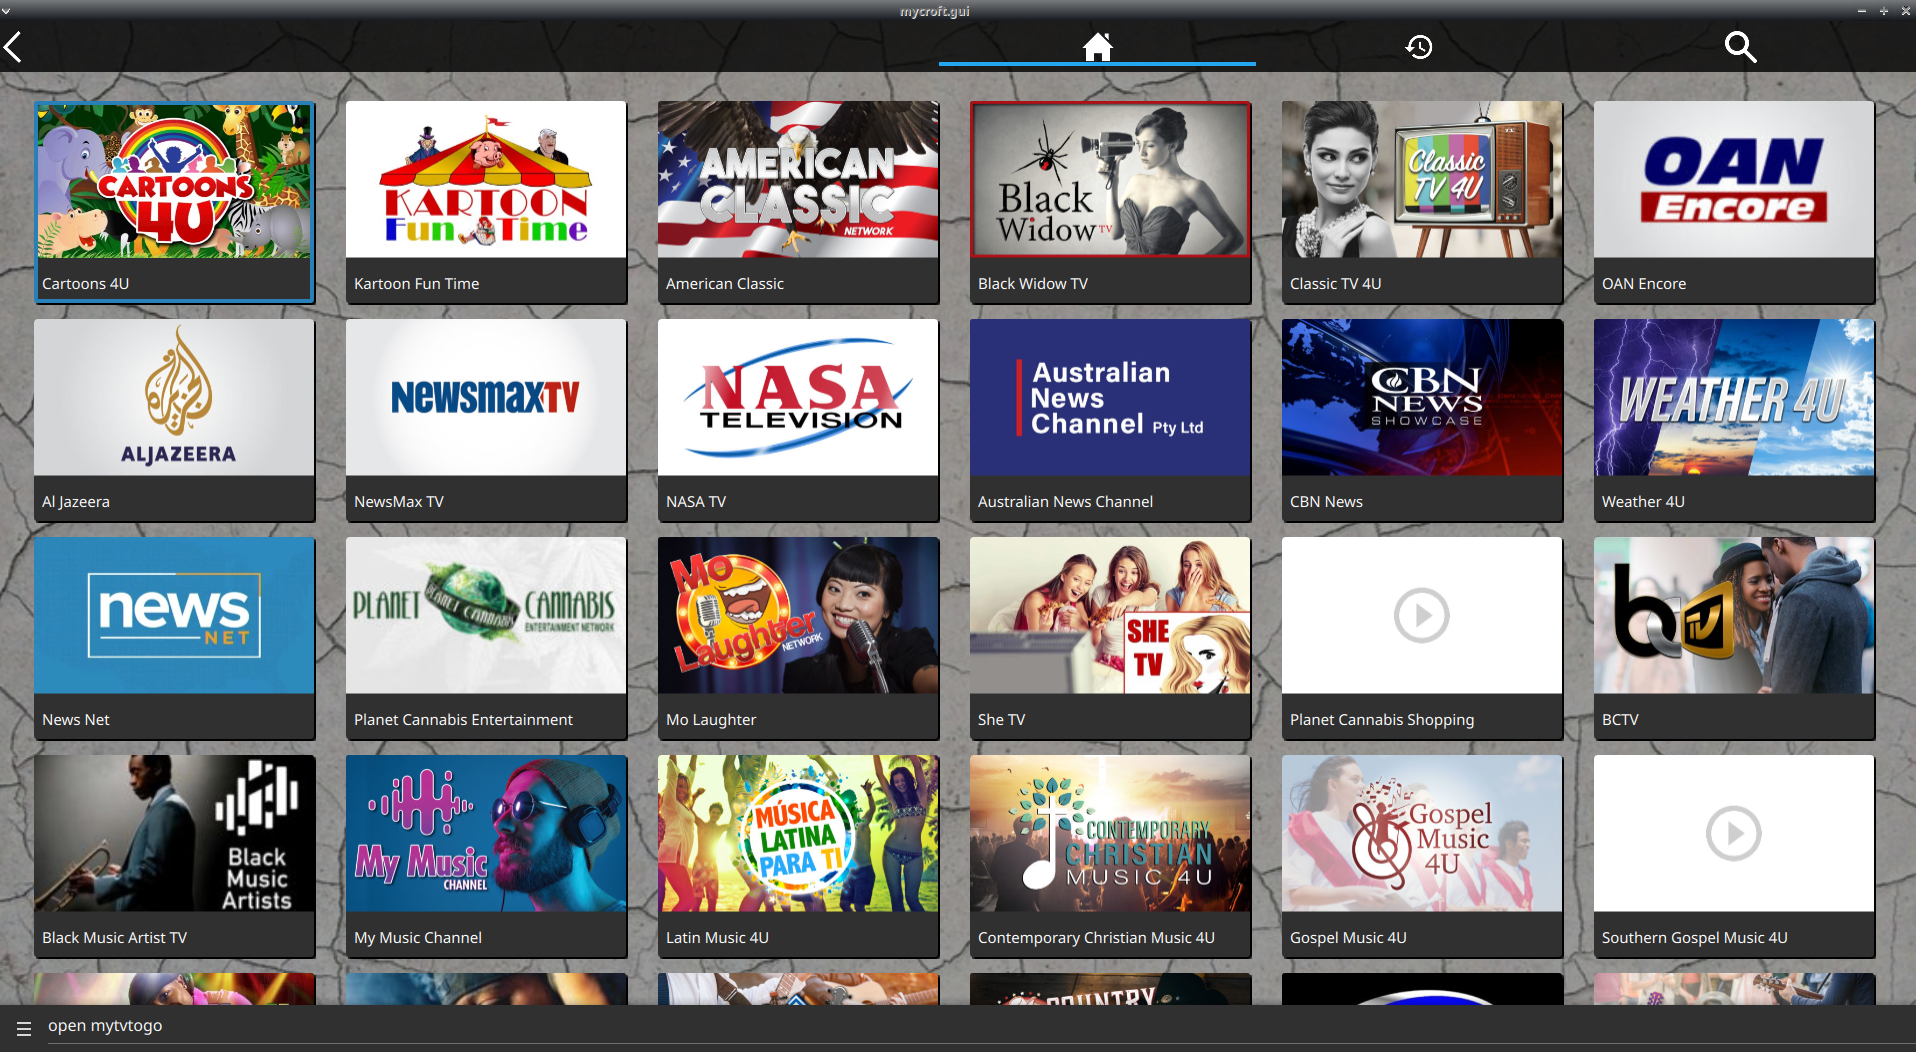 mycroft.gui
CARTOONS
4U
Cartoons 4U
KARTOON
Fun Time
Kartoon Fun Time
AMERICAN
CLASSIC
NETWORK
American Classic
Black
Widow TV
Black Widow TV
Classic
TV 4U
Classic TV 4U
OAN
Encore
OAN Encore
ALJAZEERA
Al Jazeera
NEWSMAXTV
NewsMax TV
NASA
TELEVISION
NASA TV
Australian
News
Channel Pty Ltd
Australian News Channel
CBN
NEWS
SHOWCASE
CBN News
WEATHER 4U
Weather 4U
news
NET
News Net
PLANET CANNABIS
PLANET CANNABIS
ENTERTAINMENT NETWORK
Planet Cannabis Entertainment
Mo
Laughter
NETWORK
Mo Laughter
SHE
TV
She TV
Planet Cannabis Shopping
bc
TV
BCTV
Black
Music
Artists
Black Music Artist TV
My Music
CHANNEL
My Music Channel
MÚSICA
LATINA
PARA TI
Latin Music 4U
CONTEMPORARY
CHRISTIAN
MUSIC 4U
Contemporary Christian Music 4U
Gospel
Music
4U
Gospel Music 4U
Southern Gospel Music 4U
COUNTRY
open mytvtogo